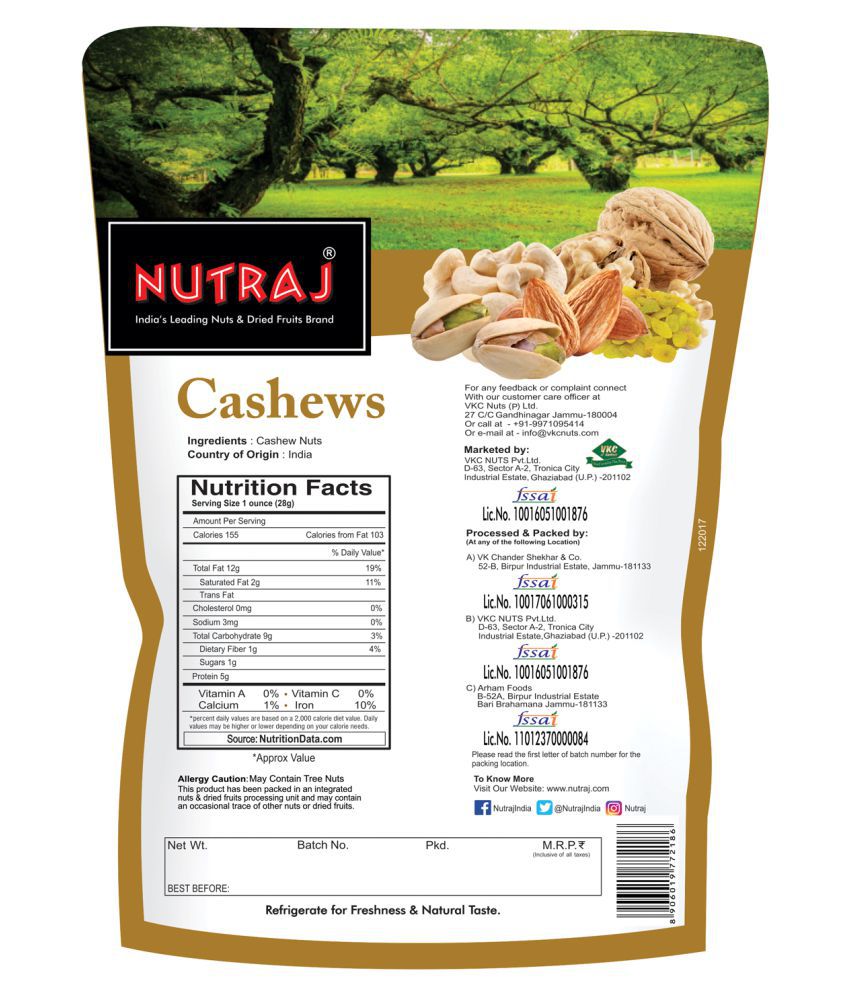 NUTRAJ®
India's Leading Nuts & Dried Fruits Brand
Cashews
Ingredients : Cashew Nuts
Country of Origin : India
Nutrition Facts
Serving Size 1 ounce (28g)
Amount Per Serving
Calories 155 Calories from Fat 103
% Daily Value*
Total Fat 12g 19%
Saturated Fat 2g 11%
Trans Fat
Cholesterol 0mg 0%
Sodium 3mg 0%
Total Carbohydrate 9g 3%
Dietary Fiber 1g 4%
Sugars 1g
Protein 5g
Vitamin A 0% • Vitamin C 0%
Calcium 1% • Iron 10%
*percent daily values are based on a 2,000 calorie diet value. Daily
values may be higher or lower depending on your calorie needs.
Source: NutritionData.com
*Approx Value
Allergy Caution: May Contain Tree Nuts
This product has been packed in an integrated
nuts & dried fruits processing unit and may contain
an occasional trace of other nuts or dried fruits.
For any feedback or complaint connect
With our customer care officer at
VKC Nuts (P) Ltd.
27 C/C Gandhinagar Jammu-180004
Or call at - +91-9971095414
Or e-mail at - info@vkcnuts.com
Marketed by:
VKC NUTS Pvt.Ltd.
D-63, Sector A-2, Tronica City
Industrial Estate, Ghaziabad (U.P.) -201102
VKC
fssai
Lic.No. 10016051001876
Processed & Packed by:
(At any of the following Location)
A) VK Chander Shekhar & Co.
52-B, Birpur Industrial Estate, Jammu-181133
fssai
Lic.No. 10017061000315
B) VKC NUTS Pvt.Ltd.
D-63, Sector A-2, Tronica City
Industrial Estate,Ghaziabad (U.P.) -201102
fssai
Lic.No. 10016051001876
C) Arham Foods
B-52A, Birpur Industrial Estate
Bari Brahamana Jammu-181133
fssai
Lic.No. 11012370000084
Please read the first letter of batch number for the
packing location.
To Know More
Visit Our Website: www.nutraj.com
NutrajIndia @NutrajIndia Nutraj
122017
Net Wt. Batch No. Pkd. M.R.P.₹
(Inclusive of all taxes)
BEST BEFORE:
8 906019 772186
Refrigerate for Freshness & Natural Taste.